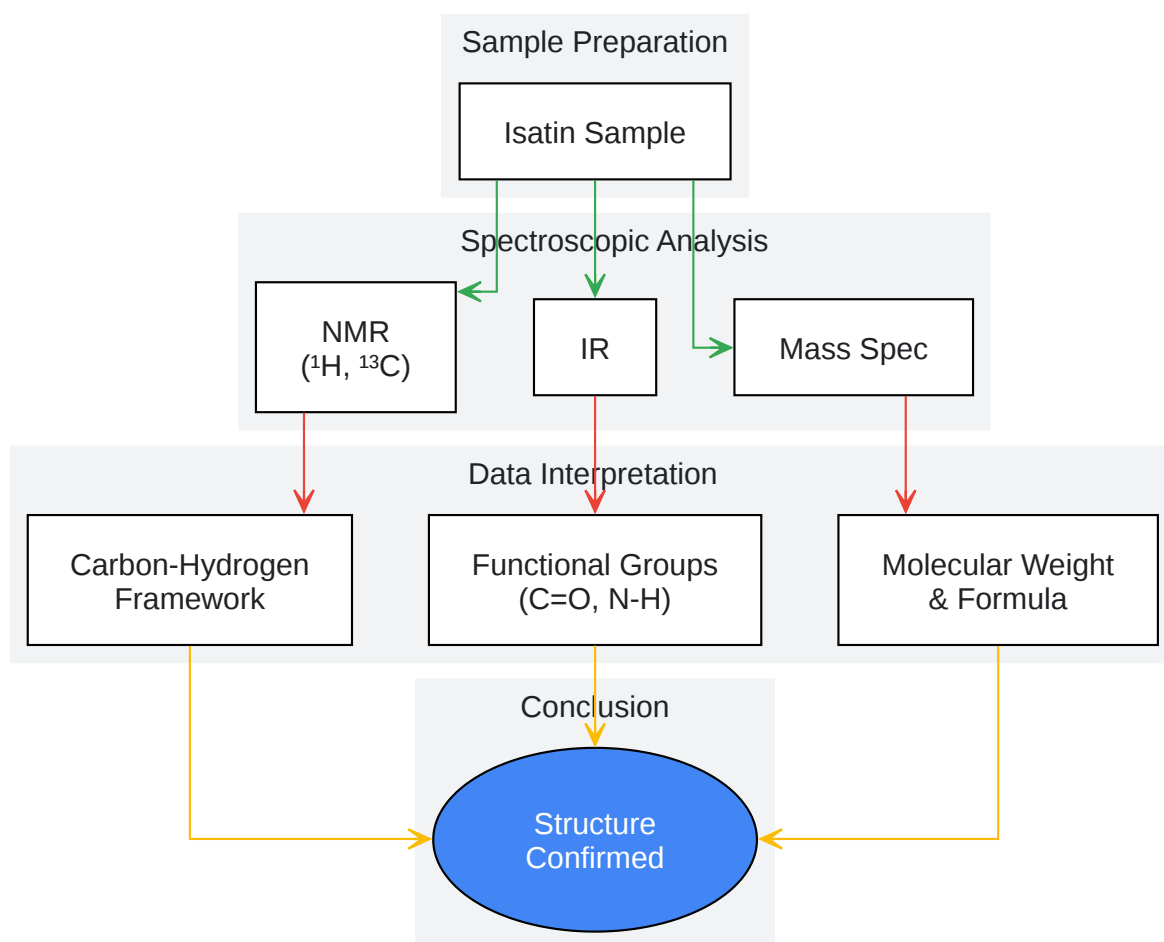 Sample Preparation
Isatin Sample
Spectroscopic Analysis
NMR
(¹H, ¹³C)
IR
Mass Spec
Data Interpretation
Carbon-Hydrogen
Framework
Functional Groups
(C=O, N-H)
Molecular Weight
& Formula
Conclusion
Structure
Confirmed